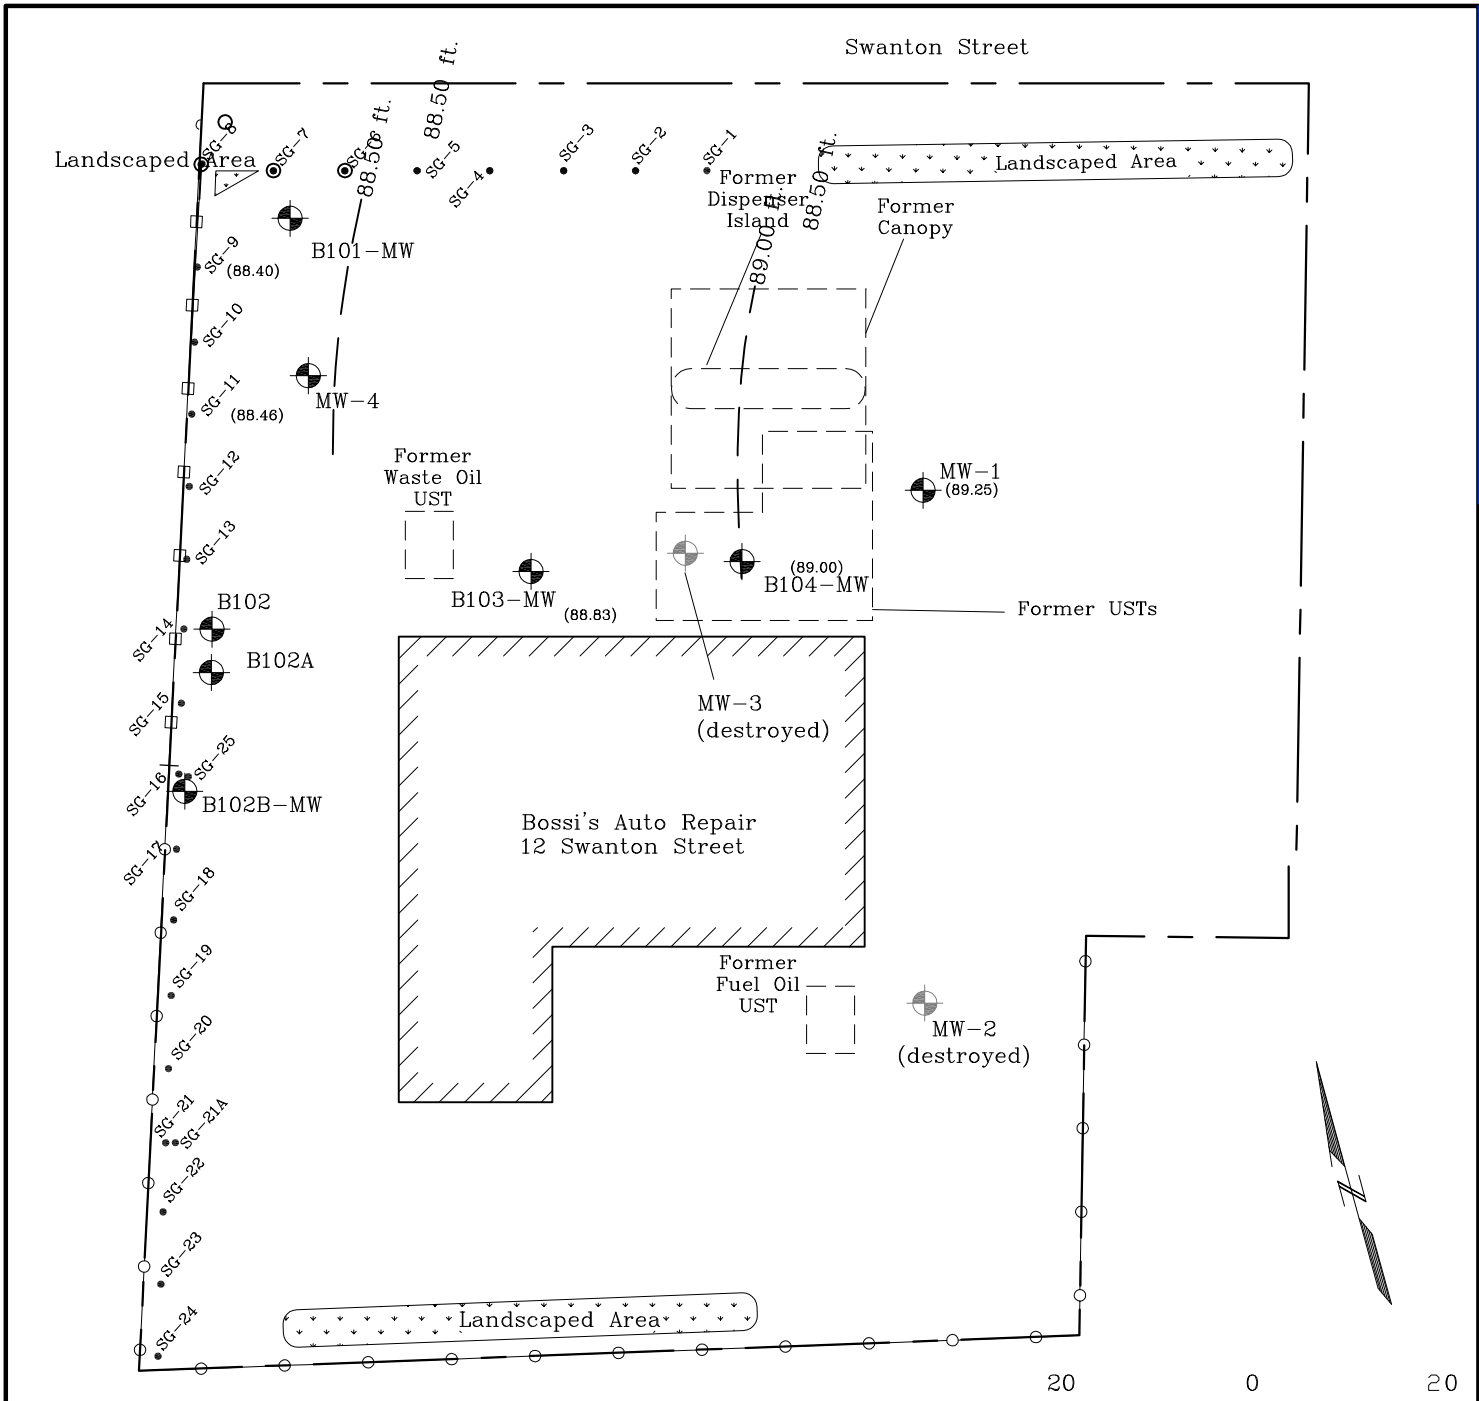 Swanton Street
88.50 ft.
88.50 ft.
88.50 ft.
89.00 ft.
Landscaped Area
SG-8
SG-7
SG-6
SG-5
SG-4
SG-3
SG-2
SG-1
Landscaped Area
Former
Dispenser
Island
Former
Canopy
B101-MW
(88.40)
SG-9
SG-10
SG-11
MW-4
(88.46)
SG-12
SG-13
Former
Waste Oil
UST
MW-1
(89.25)
B103-MW
(88.83)
(89.00)
B104-MW
Former USTs
B102
SG-14
B102A
SG-15
MW-3
(destroyed)
SG-25
SG-16
B102B-MW
SG-17
Bossi's Auto Repair
12 Swanton Street
SG-18
SG-19
Former
Fuel Oil
UST
MW-2
(destroyed)
SG-20
SG-21
SG-21A
SG-22
SG-23
SG-24
Landscaped Area
N
20 0 20